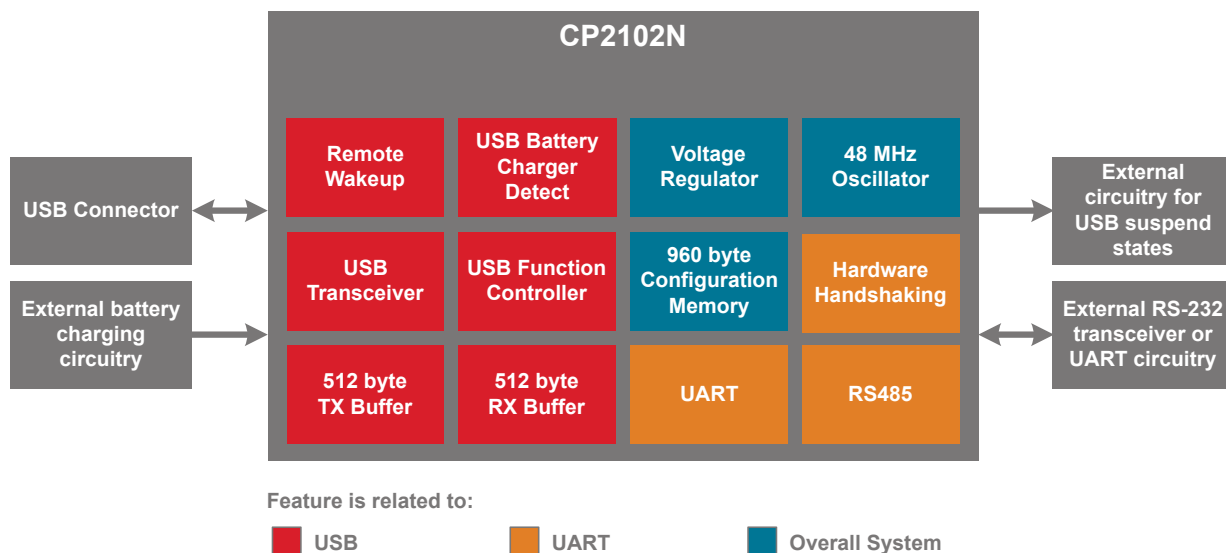 CP2102N
Remote
Wakeup
USB Battery
Charger
Detect
Voltage
Regulator
48 MHz
Oscillator
USB Connector
External
circuitry for
USB suspend
states
USB
Transceiver
USB Function
Controller
960 byte
Configuration
Memory
Hardware
Handshaking
External battery
charging
circuitry
External RS-232
transceiver or
UART circuitry
512 byte
TX Buffer
512 byte
RX Buffer
UART
RS485
Feature is related to:
USB
UART
Overall System